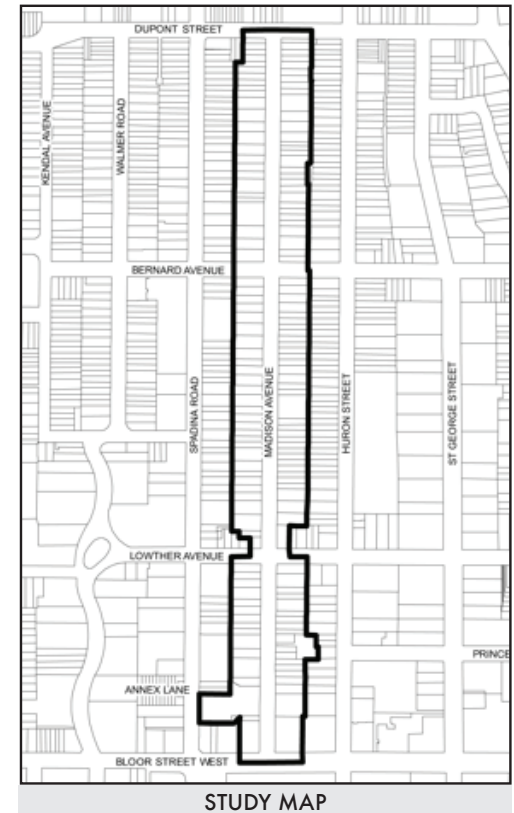 DUPONT STREET
KENDAL AVENUE
WALMER ROAD
BERNARD AVENUE
SPADINA ROAD
MADISON AVENUE
HURON STREET
ST GEORGE STREET
LOWTHER AVENUE
PRINCE
ANNEX LANE
BLOOR STREET WEST
STUDY MAP